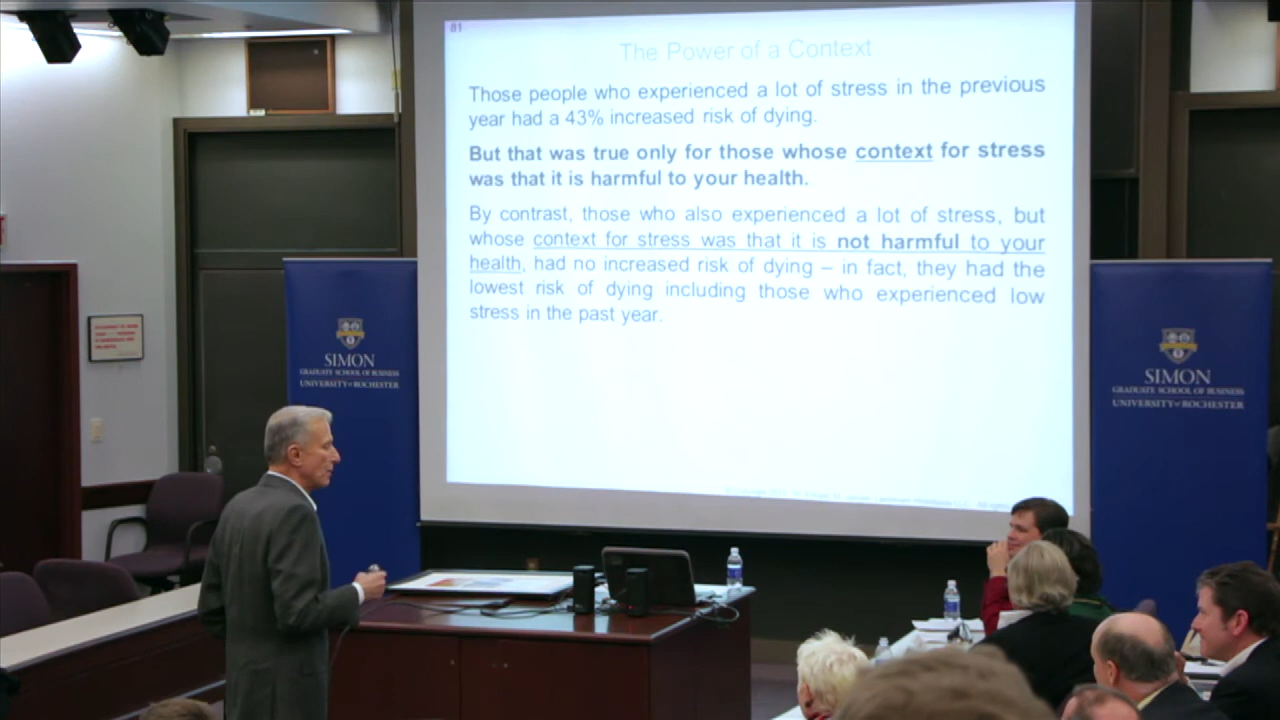 81
The Power of a Context
Those people who experienced a lot of stress in the previous
year had a 43% increased risk of dying.
But that was true only for those whose context for stress
was that it is harmful to your health.
By contrast, those who also experienced a lot of stress, but
whose context for stress was that it is not harmful to your
health, had no increased risk of dying – in fact, they had the
lowest risk of dying including those who experienced low
stress in the past year.
SIMON
GRADUATE SCHOOL OF BUSINESS
UNIVERSITY of ROCHESTER
SIMON
GRADUATE SCHOOL OF BUSINESS
UNIVERSITY of ROCHESTER